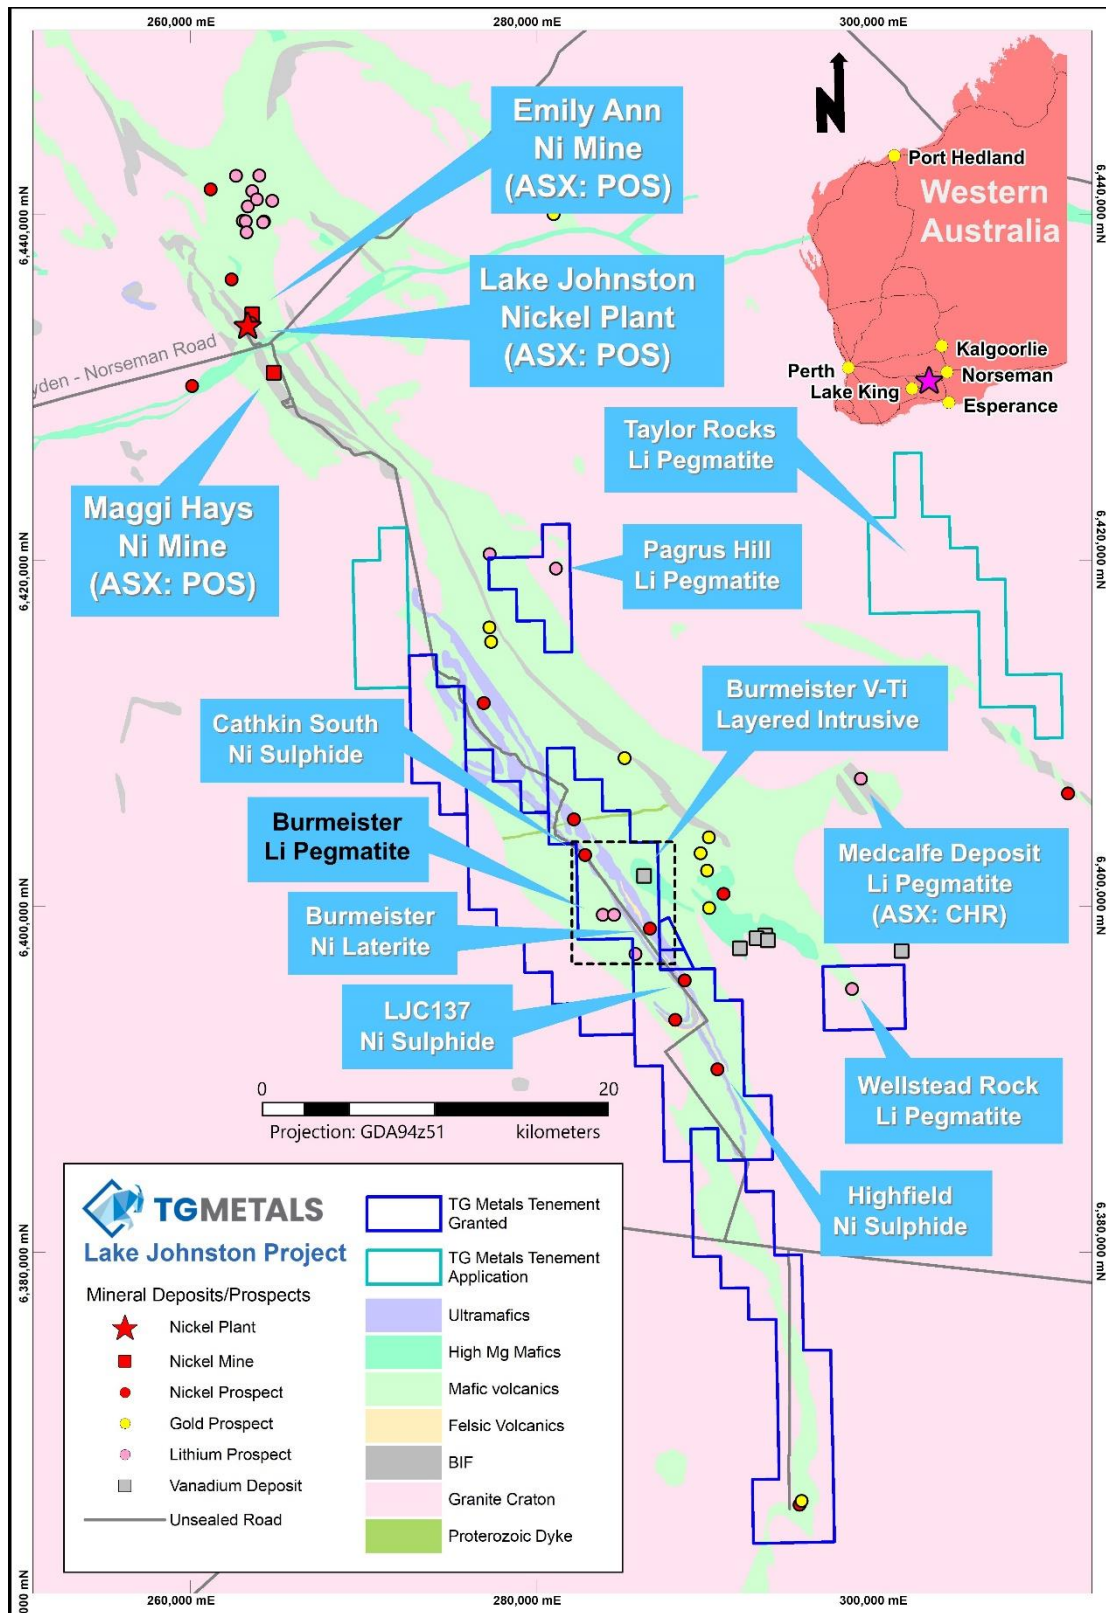 260,000 mE
280,000 mE
300,000 mE
Emily Ann
Ni Mine
(ASX: POS)
N
Port Hedland
Western
Australia
6,440,000 mN
6,440,000 mN
Lake Johnston
Nickel Plant
(ASX: POS)
Kalgoorlie
Perth
Norseman
Lake King
Esperance
yden - Norseman Road
Taylor Rocks
Li Pegmatite
Maggi Hays
Ni Mine
(ASX: POS)
Pagrus Hill
Li Pegmatite
6,420,000 mN
6,420,000 mN
Burmeister V-Ti
Layered Intrusive
Cathkin South
Ni Sulphide
Burmeister
Li Pegmatite
Medcalfe Deposit
Li Pegmatite
(ASX: CHR)
Burmeister
Ni Laterite
6,400,000 mN
6,400,000 mN
LJC137
Ni Sulphide
Wellstead Rock
Li Pegmatite
0
20
Projection: GDA94z51
kilometers
Highfield
Ni Sulphide
TGMETALS
Lake Johnston Project
Mineral Deposits/Prospects
Nickel Plant
Nickel Mine
Nickel Prospect
Gold Prospect
Lithium Prospect
Vanadium Deposit
Unsealed Road
TG Metals Tenement
Granted
TG Metals Tenement
Application
Ultramafics
High Mg Mafics
Mafic volcanics
Felsic Volcanics
BIF
Granite Craton
Proterozoic Dyke
6,380,000 mN
6,380,000 mN
000 mN
000 mN
260,000 mE
280,000 mE
300,000 mE